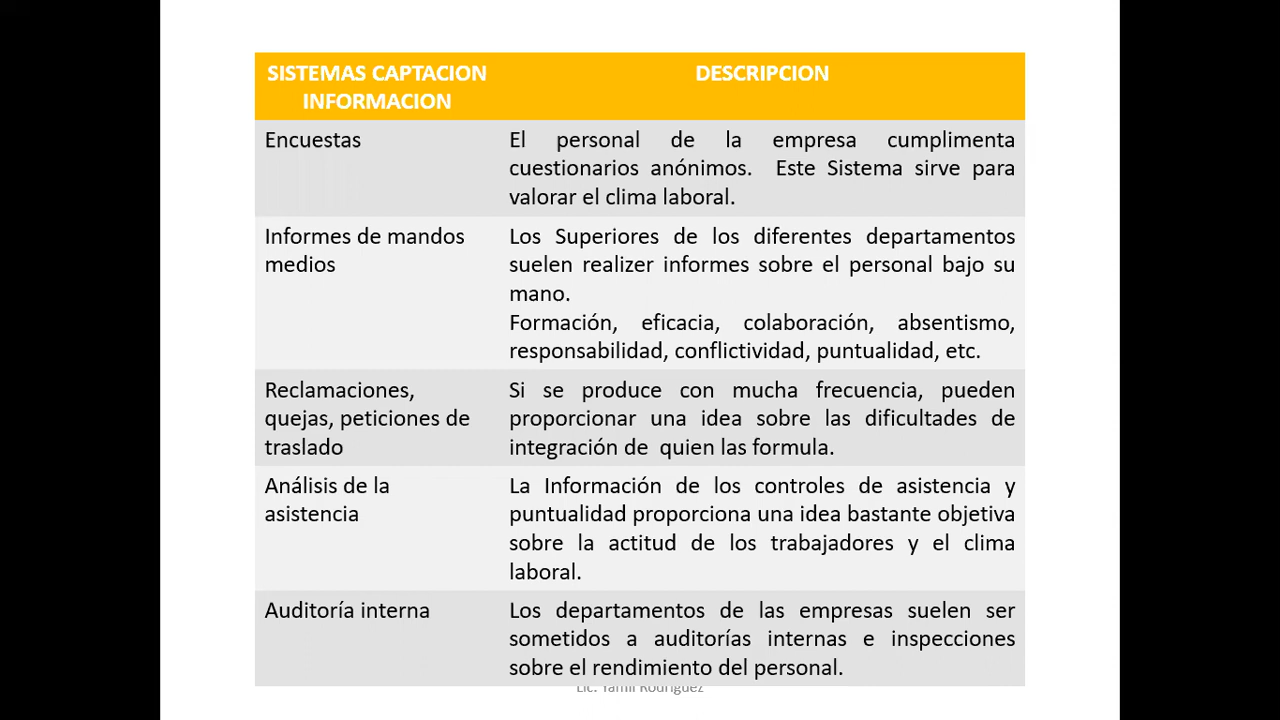 SISTEMAS CAPTACION
INFORMACION
DESCRIPCION
Encuestas
El personal de la empresa cumplimenta
cuestionarios anónimos. Este Sistema sirve para
valorar el clima laboral.
Informes de mandos
medios
Los Superiores de los diferentes departamentos
suelen realizer informes sobre el personal bajo su
mano.
Formación, eficacia, colaboración, absentismo,
responsabilidad, conflictividad, puntualidad, etc.
Reclamaciones,
quejas, peticiones de
traslado
Si se produce con mucha frecuencia, pueden
proporcionar una idea sobre las dificultades de
integración de quien las formula.
Análisis de la
asistencia
La Información de los controles de asistencia y
puntualidad proporciona una idea bastante objetiva
sobre la actitud de los trabajadores y el clima
laboral.
Auditoría interna
Los departamentos de las empresas suelen ser
sometidos a auditorías internas e inspecciones
sobre el rendimiento del personal.
Lic. Yamil Rodriguez